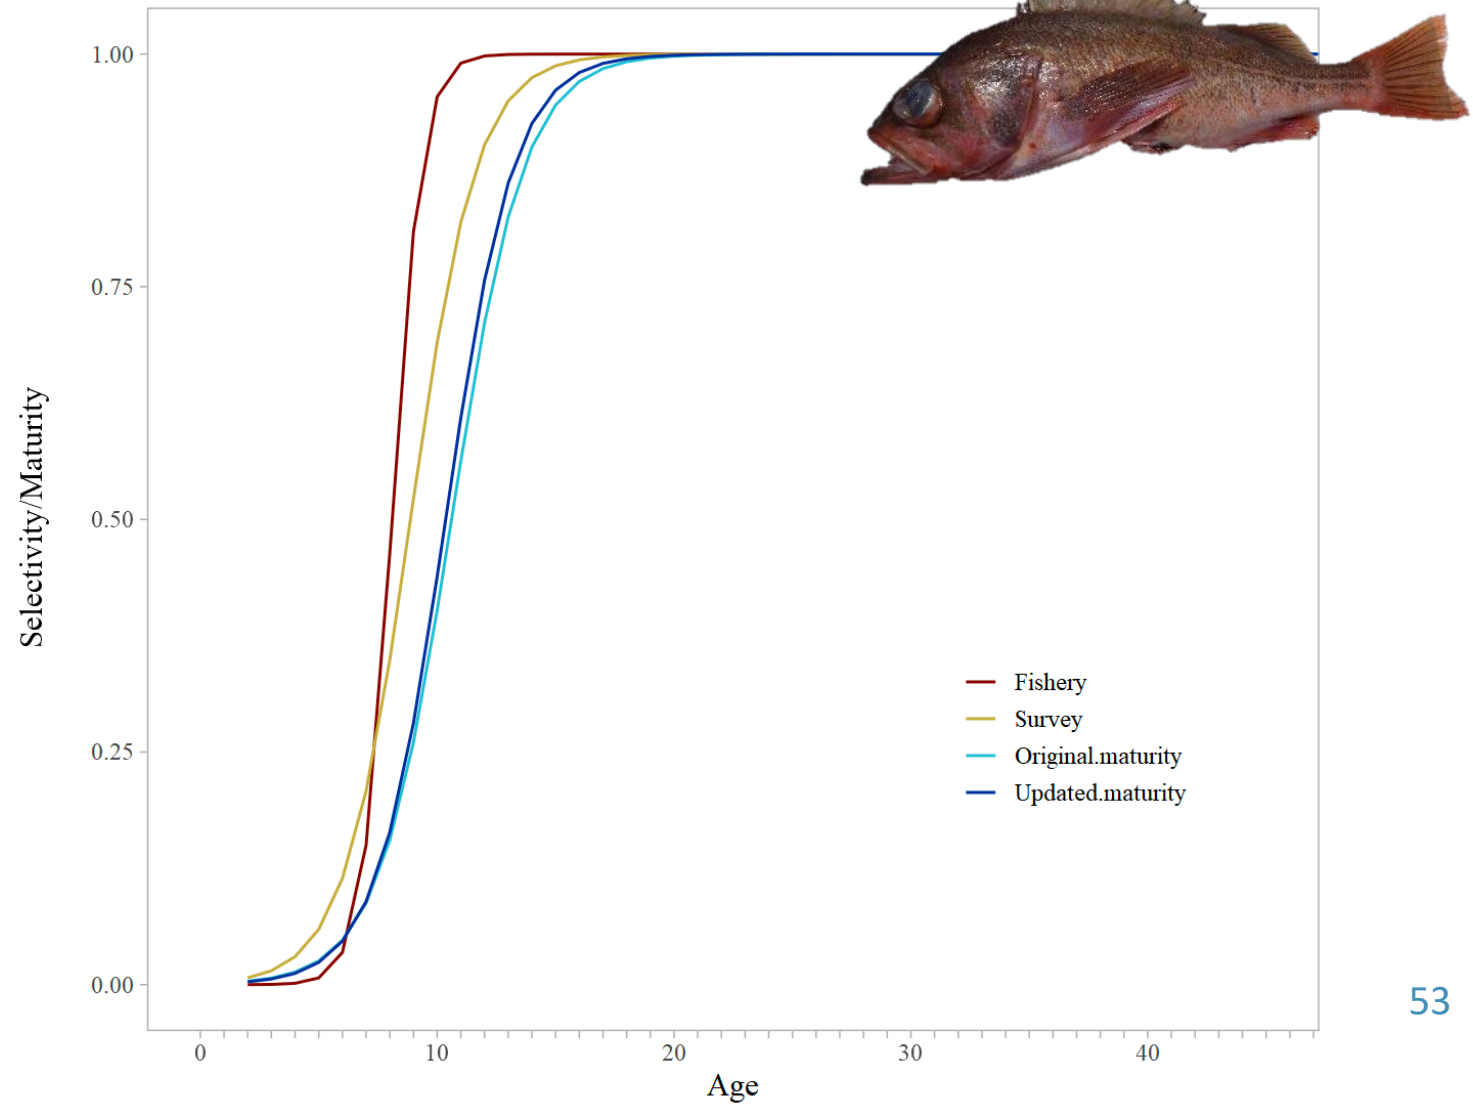 1.00
0.75
0.50
0.25
0.00
Selectivity/Maturity
Fishery
Survey
Original.maturity
Updated.maturity
0 10 20 30 40
Age
53